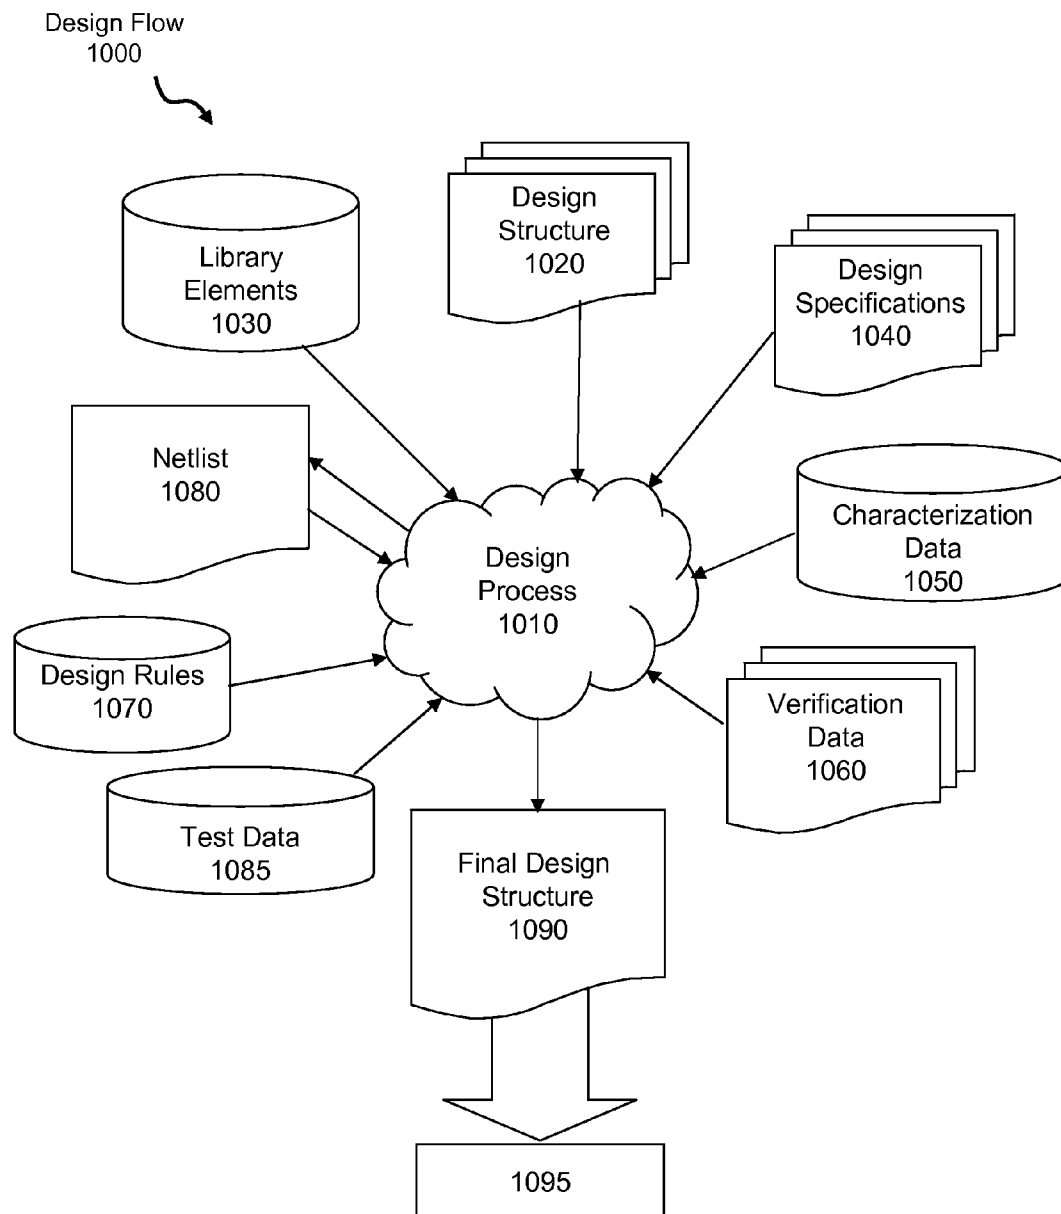 Design Flow
1000
Design
Structure
1020
Library
Elements
1030
Design
Specifications
1040
Netlist
1080
Characterization
Data
1050
Design
Process
1010
Design Rules
1070
Verification
Data
1060
Test Data
1085
Final Design
Structure
1090
1095